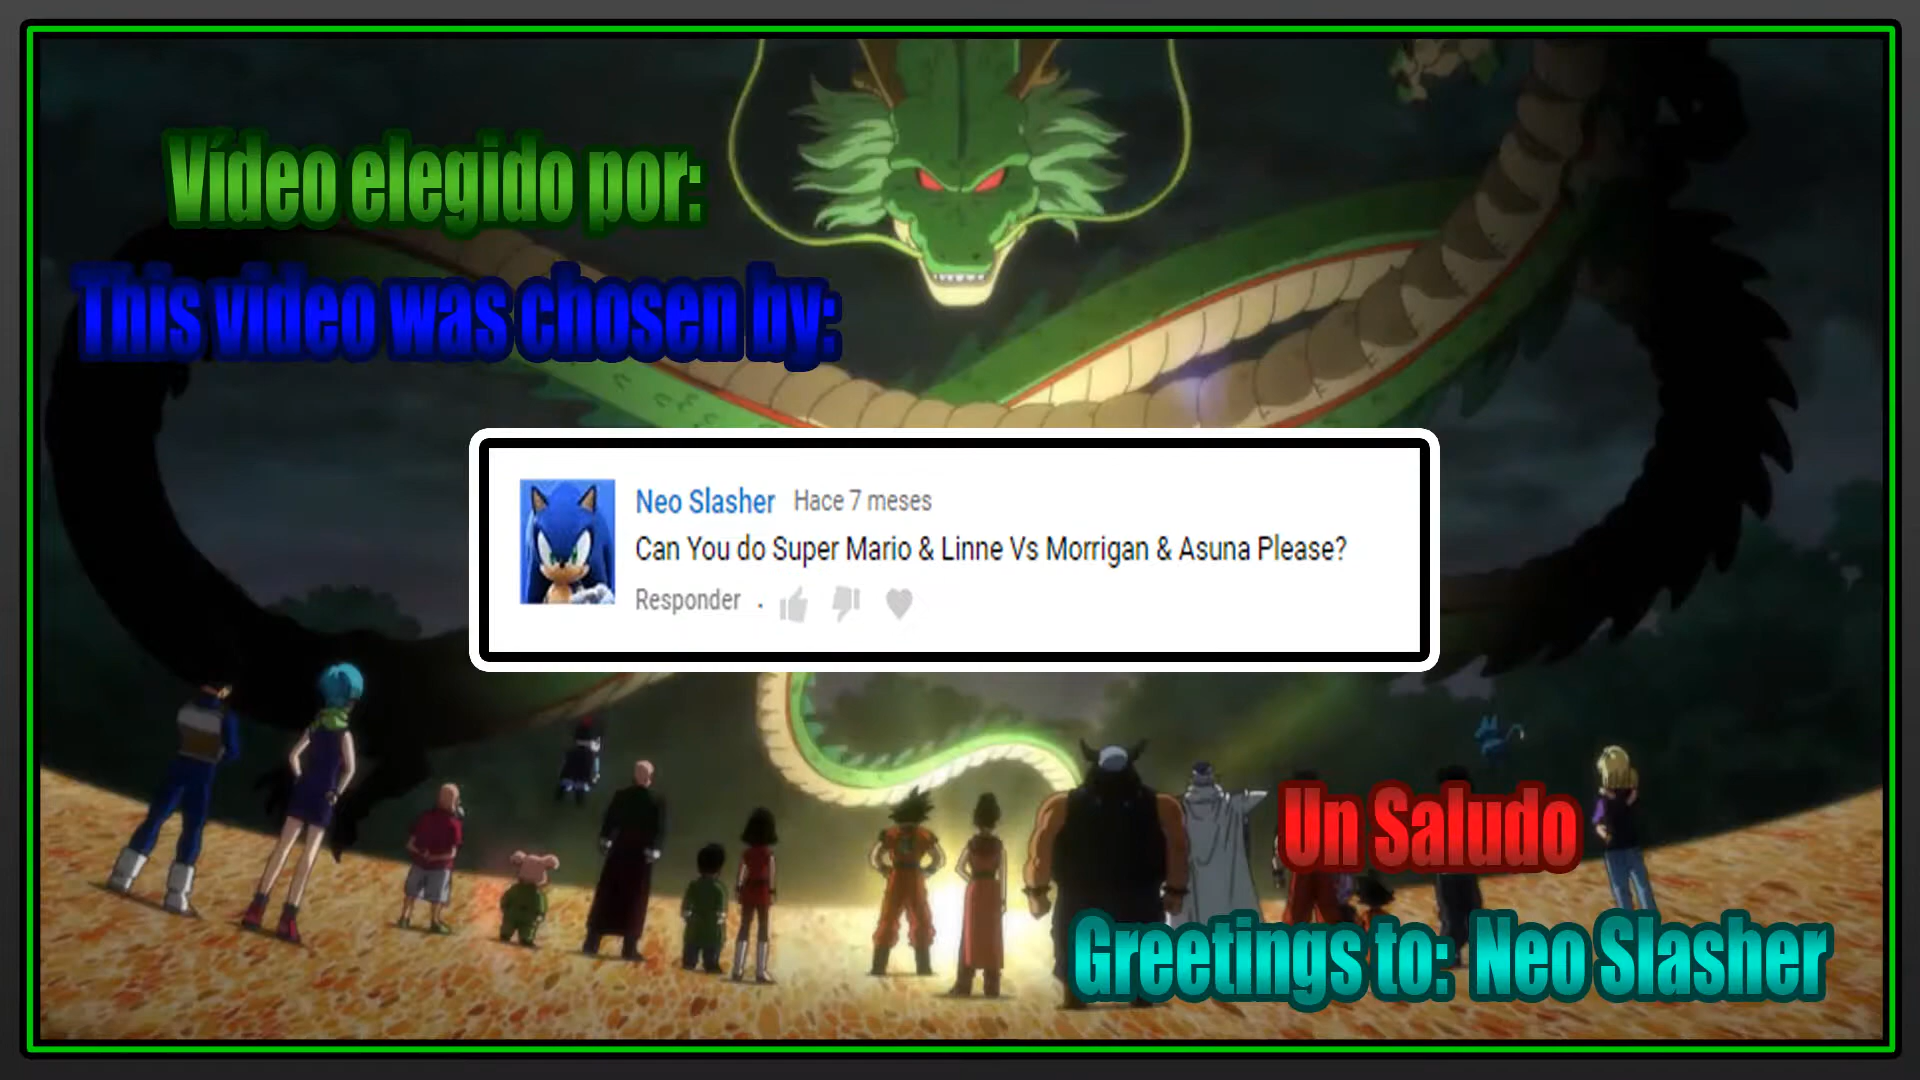 Vídeo elegido por:
This video was chosen by:
Neo Slasher Hace 7 meses
Can You do Super Mario & Linne Vs Morrigan & Asuna Please?
Responder
Un Saludo
Greetings to: Neo Slasher